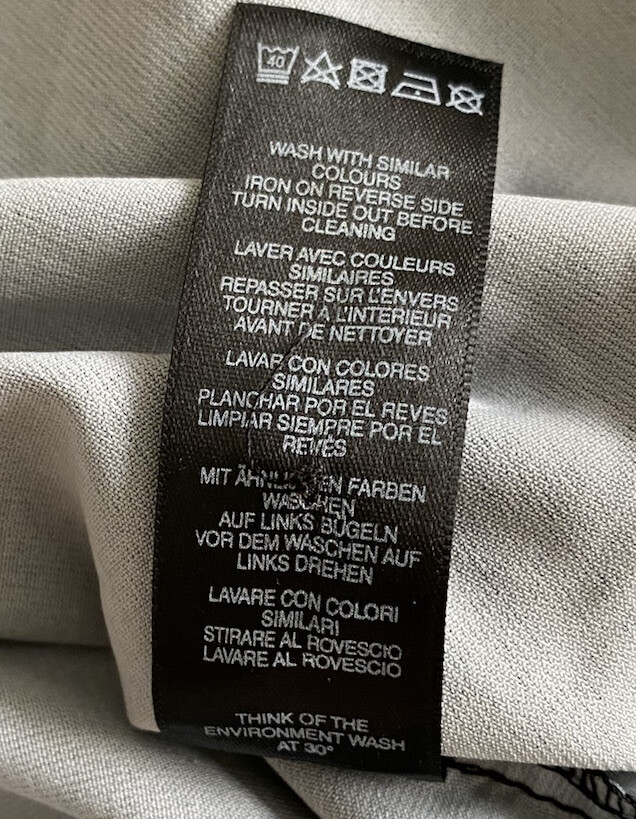 40
WASH WITH SIMILAR
COLOURS
IRON ON REVERSE SIDE
TURN INSIDE OUT BEFORE
CLEANING
LAVER AVEC COULEURS
SIMILAIRES
REPASSER SUR L'ENVERS
TOURNER À L'INTERIEUR
AVANT DE NETTOYER
LAVAR CON COLORES
SIMILARES
PLANCHAR POR EL REVES
LIMPIAR SIEMPRE POR EL
REVES
MIT FARBEN
WASCHEN
AUF LINKS BÜGELN
VOR DEM WASCHEN AUF
LINKS DREHEN
LAVARE CON COLORI
SIMILARI
STIRARE AL ROVESCIO
LAVARE AL ROVESCIO
THINK OF THE
ENVIRONMENT WASH
AT 30°